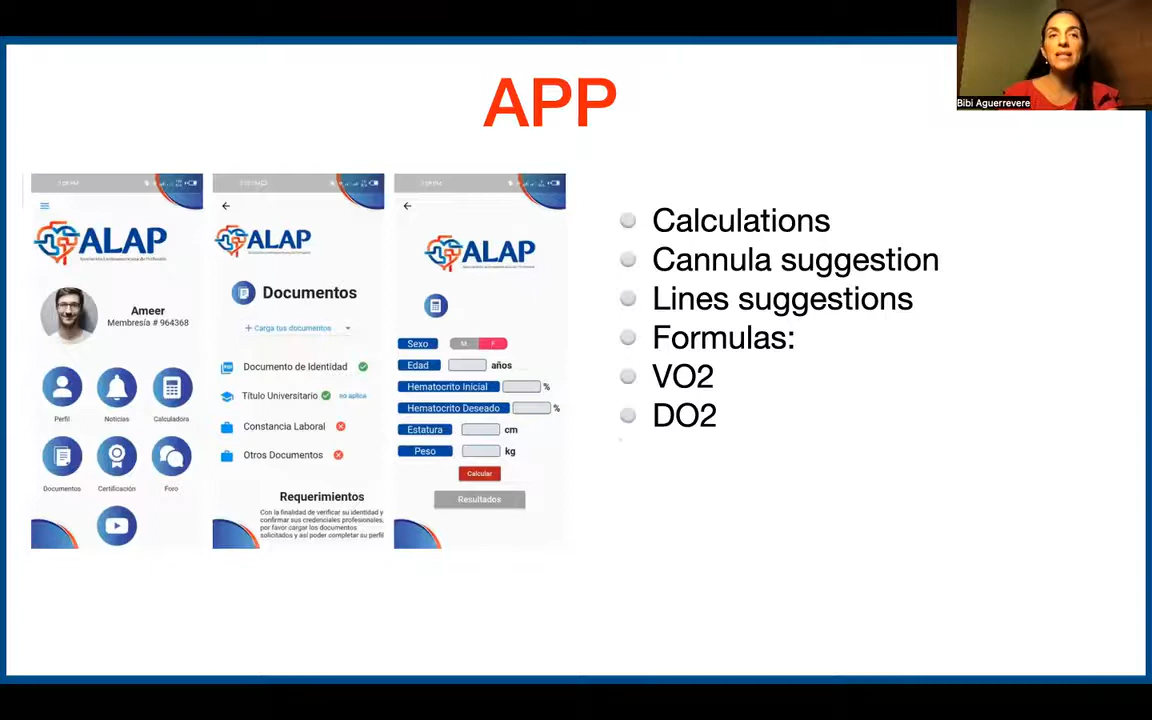 APP
Bibi Aguerrevere
ALAP
Ameer
Membresía # 964368
Perfil
Noticias
Calculadora
Documentos
Certificación
Foro
ALAP
Documentos
+ Carga tus documentos
Documento de Identidad
Título Universitario
no aplica
Constancia Laboral
Otros Documentos
Requerimientos
Con la finalidad de verificar su identidad y
confirmar sus credenciales profesionales,
por favor cargar los documentos
solicitados y así poder completar su perfil
ALAP
Sexo M F
Edad años
Hematocrito Inicial %
Hematocrito Deseado %
Estatura cm
Peso kg
Calcular
Resultados
Calculations
Cannula suggestion
Lines suggestions
Formulas:
VO2
DO2